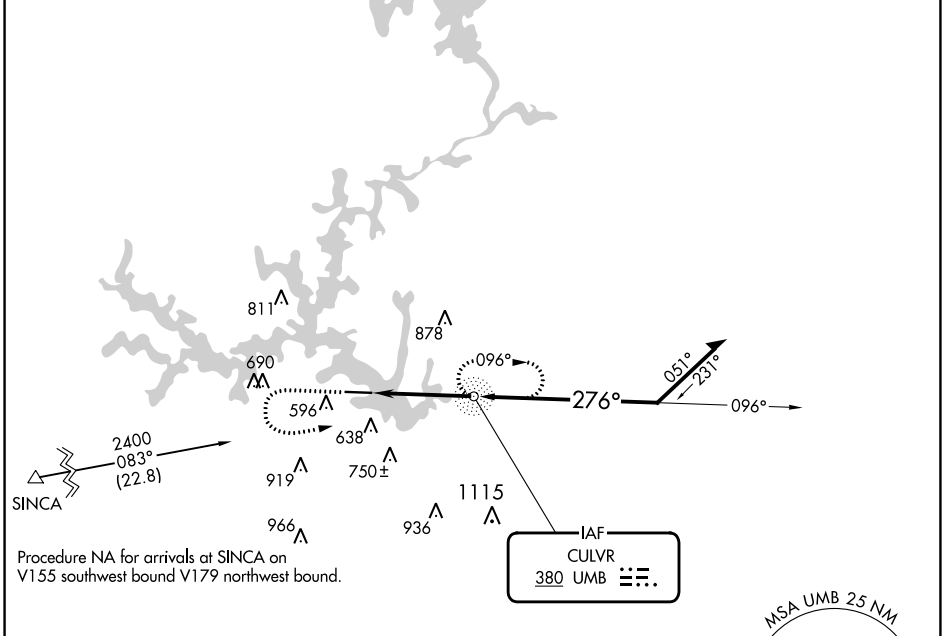 811
878
690
096°
051°
231°
276°
096°
596
638
2400
083°
(22.8)
919
750±
SINCA
1115
966
936
IAF
CULVR
380 UMB
Procedure NA for arrivals at SINCA on
V155 southwest bound V179 northwest bound.
MSA UMB 25 NM